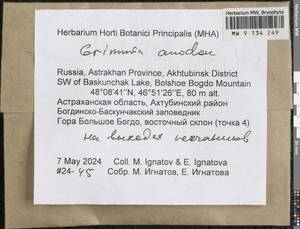 Herbarium MW, Bryophyta
MW 9 134 249
Herbarium Horti Botanici Principalis (MHA)
Grimmia anodon
Russia, Astrakhan Province, Akhtubinsk District
SW of Baskunchak Lake, Bolshoe Bogdo Mountain
48°08'41"N, 46°51'26"E, 80 m alt.
Астраханская область, Ахтубинский район
Богдинско-Баскунчакский заповедник
Гора Большое Богдо, восточный склон (точка 4)
на выходах песчаников
7 May 2024 Coll. M. Ignatov & E. Ignatova
#24-45 Собр. М. Игнатов, Е. Игнатова